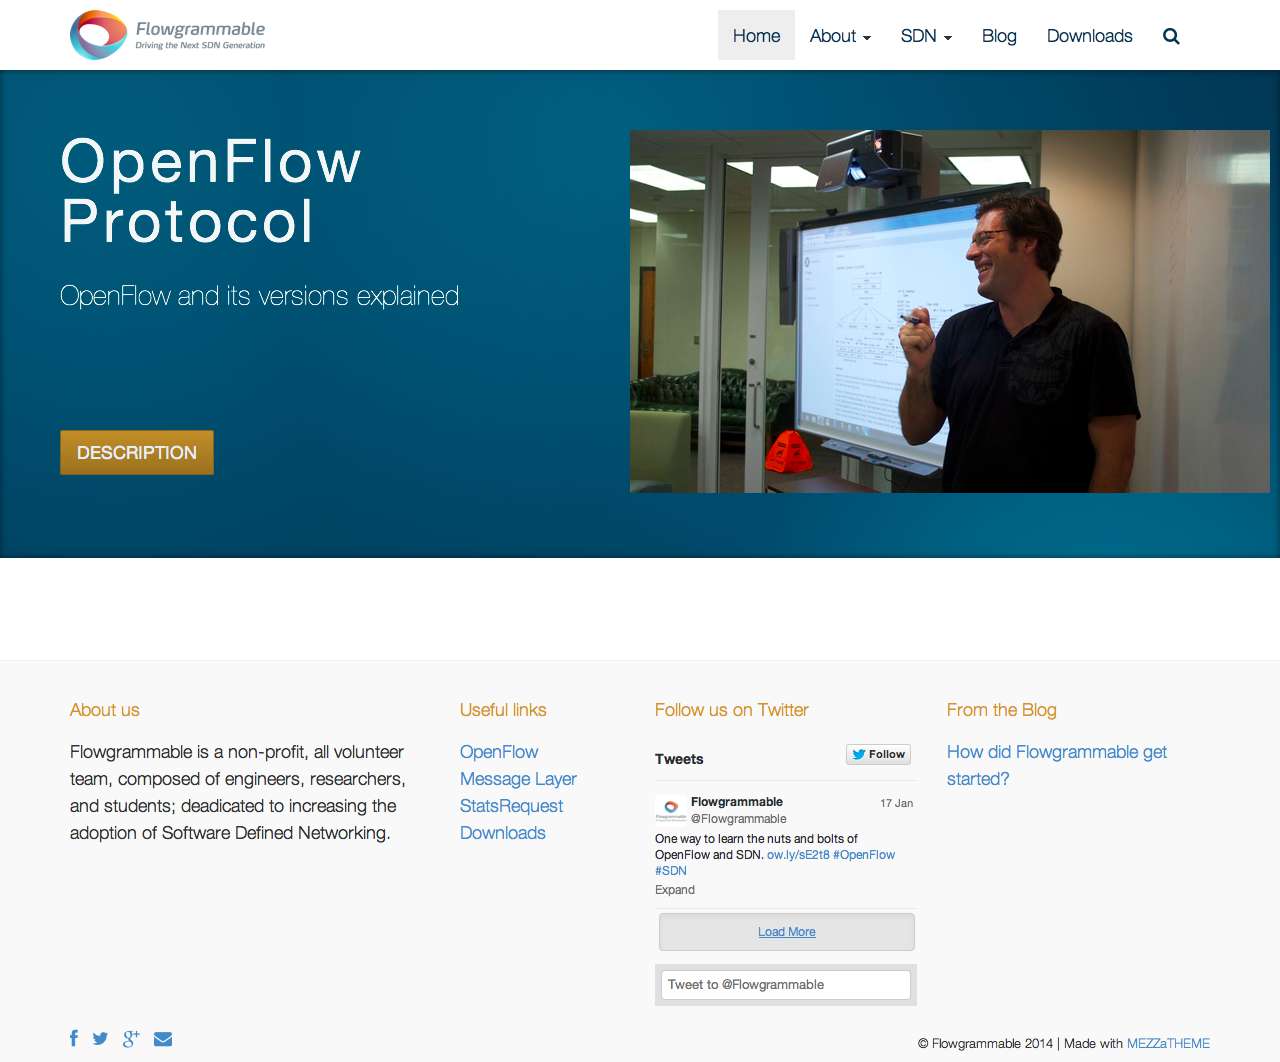 Flowgrammable
Driving the Next SDN Generation
Home
About
SDN
Blog
Downloads
OpenFlow
Protocol
OpenFlow and its versions explained
DESCRIPTION
About us
Flowgrammable is a non-profit, all volunteer
team, composed of engineers, researchers,
and students; deadicated to increasing the
adoption of Software Defined Networking.
Useful links
OpenFlow
Message Layer
StatsRequest
Downloads
Follow us on Twitter
Tweets
Follow
Flowgrammable
17 Jan
@Flowgrammable
One way to learn the nuts and bolts of
OpenFlow and SDN. ow.ly/sE2t8 #OpenFlow
#SDN
Expand
Load More
Tweet to @Flowgrammable
From the Blog
How did Flowgrammable get
started?
© Flowgrammable 2014 | Made with MEZZaTHEME